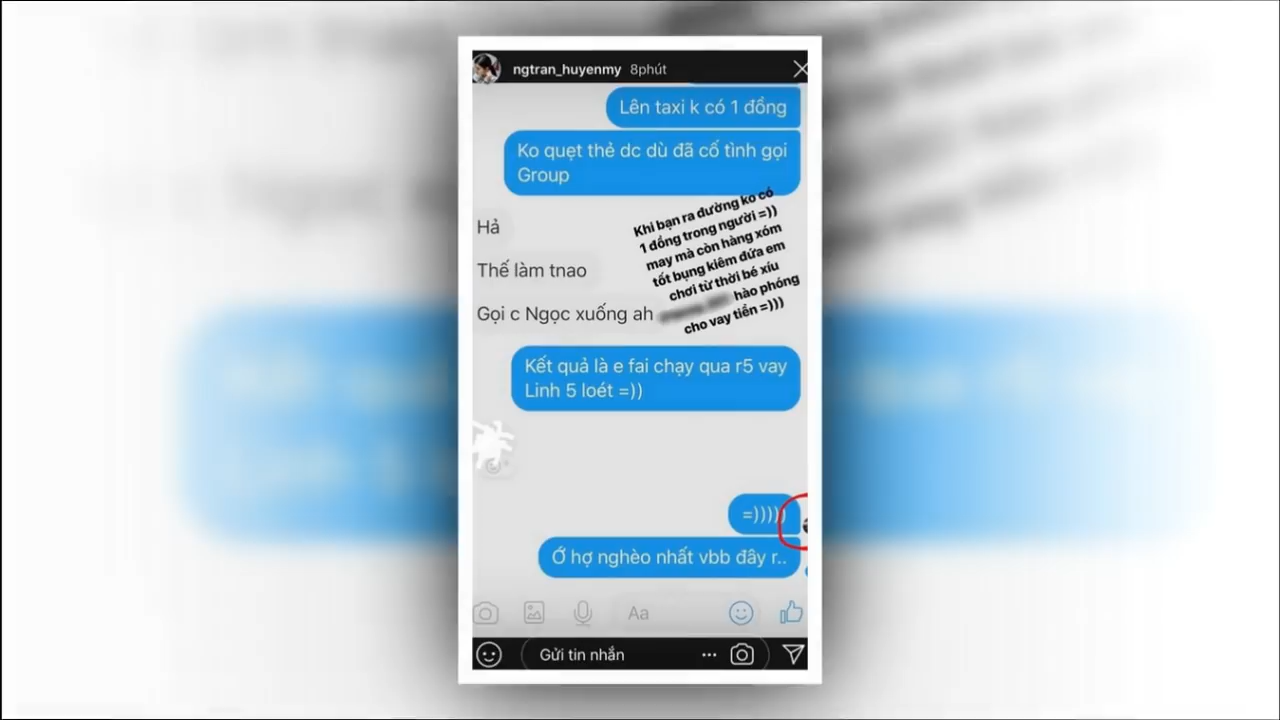 ngtran_huyenmy 8phút
Lên taxi k có 1 đồng
Ko quẹt thẻ dc dù đã cố tình gọi
Group
Khi bạn ra đường ko có
1 đồng trong người =))
may mà còn hàng xóm
tốt bụng kiêm đứa em
chơi từ thời bé xíu
hào phóng
cho vay tiền =)))
Hả
Thế làm tnao
Gọi c Ngọc xuống ah
Kết quả là e fai chạy qua r5 vay
Linh 5 loét =))
=)))))
Ớ hợ nghèo nhất vbb đây r..
Aa
Gửi tin nhắn